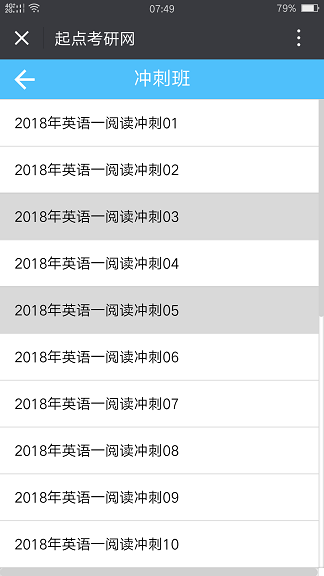 07:49
79%
起点考研网
冲刺班
2018年英语一阅读冲刺01
2018年英语一阅读冲刺02
2018年英语一阅读冲刺03
2018年英语一阅读冲刺04
2018年英语一阅读冲刺05
2018年英语一阅读冲刺06
2018年英语一阅读冲刺07
2018年英语一阅读冲刺08
2018年英语一阅读冲刺09
2018年英语一阅读冲刺10